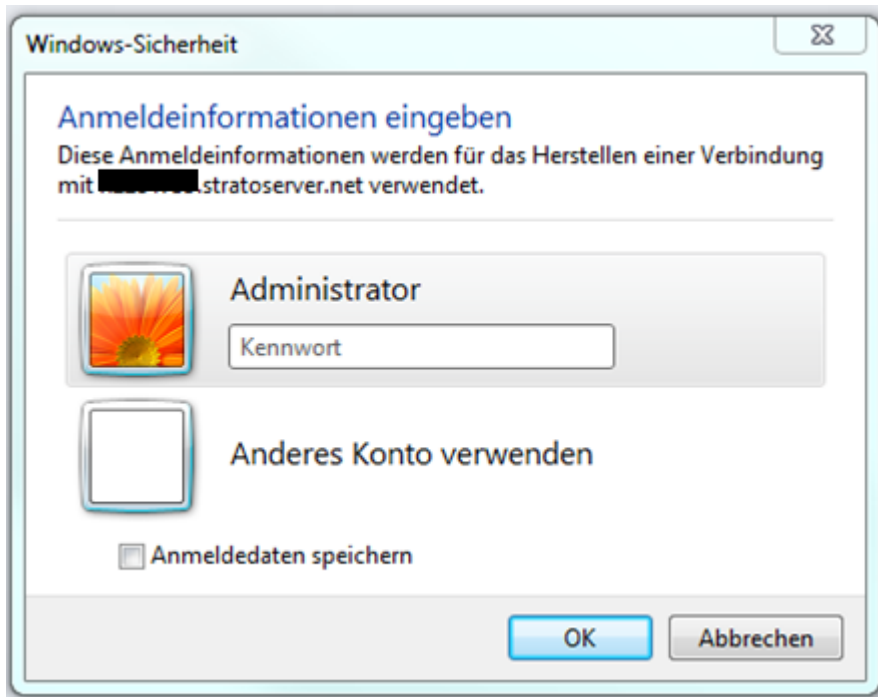 Windows-Sicherheit
Anmeldeinformationen eingeben
Diese Anmeldeinformationen werden für das Herstellen einer Verbindung
mit .stratoserver.net verwendet.
Administrator
Kennwort
Anderes Konto verwenden
Anmeldedaten speichern
OK
Abbrechen